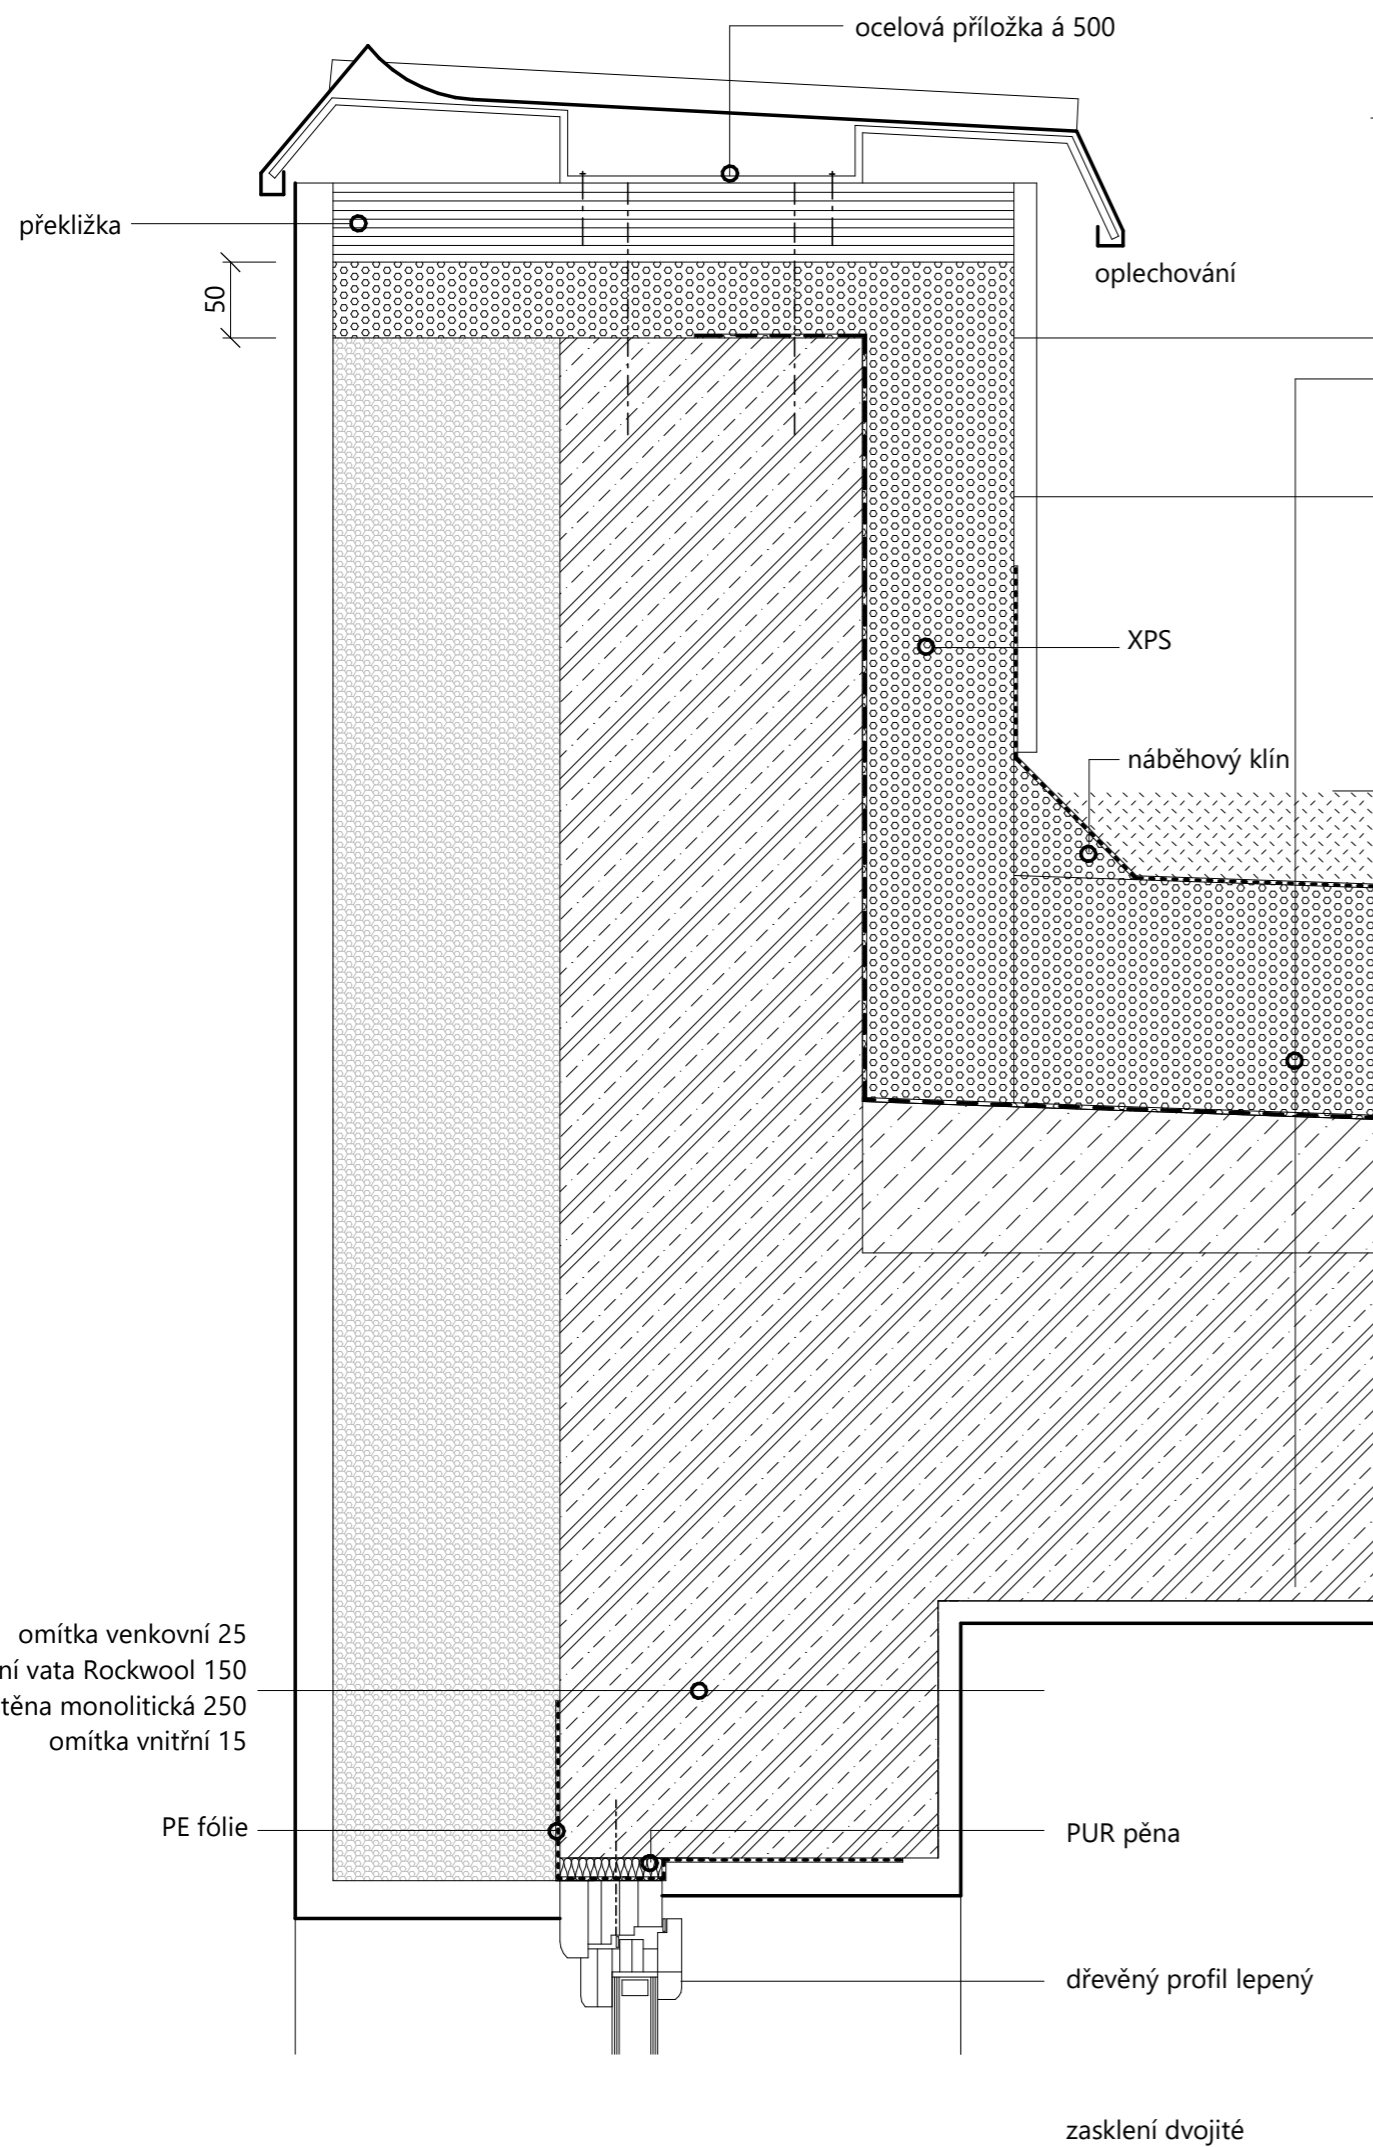 ocelová příložka á 500
překližka
oplechování
50
XPS
náběhový klín
omítka venkovní 25
ní vata Rockwool 150
těna monolitická 250
omítka vnitřní 15
PE fólie
PUR pěna
dřevěný profil lepený
zasklení dvojité